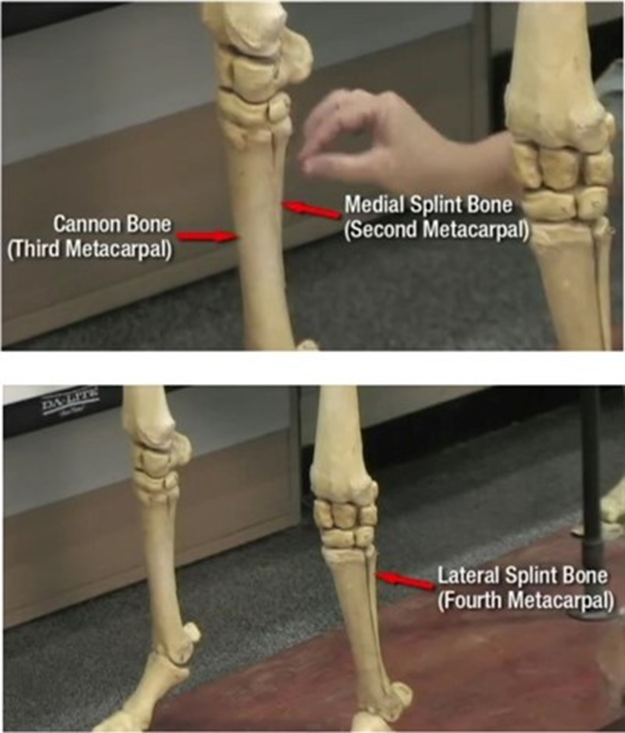 Cannon Bone
(Third Metacarpal)
Medial Splint Bone
(Second Metacarpal)
DA-LITE
Lateral Splint Bone
(Fourth Metacarpal)